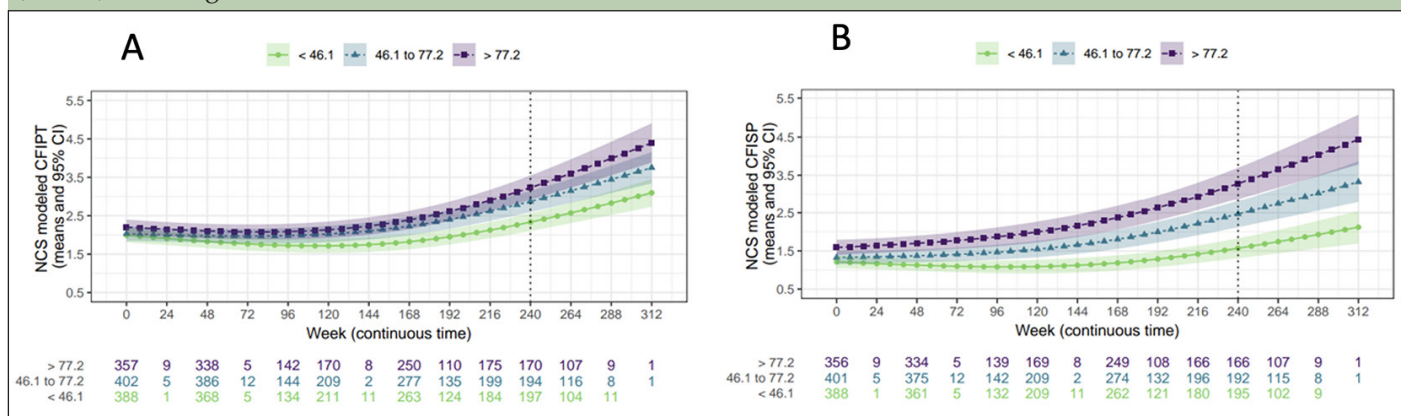 A
B
< 46.1 46.1 to 77.2 > 77.2
< 46.1 46.1 to 77.2 > 77.2
NCS modeled CFIPT
(means and 95% CI)
5.5
4.5
3.5
2.5
1.5
0.5
0 24 48 72 96 120 144 168 192 216 240 264 288 312
Week (continuous time)
> 77.2 357 9 338 5 142 170 8 250 110 175 170 107 9 1
46.1 to 77.2 402 5 386 12 144 209 2 277 135 199 194 116 8 1
< 46.1 388 1 368 5 134 211 11 263 124 184 197 104 11
NCS modeled CFISP
(means and 95% CI)
5.5
4.5
3.5
2.5
1.5
0.5
0 24 48 72 96 120 144 168 192 216 240 264 288 312
Week (continuous time)
> 77.2 356 9 334 5 139 169 8 249 108 166 166 107 9 1
46.1 to 77.2 401 5 375 12 142 209 2 274 132 196 192 115 8 1
< 46.1 388 1 361 5 132 209 11 262 121 180 195 102 9